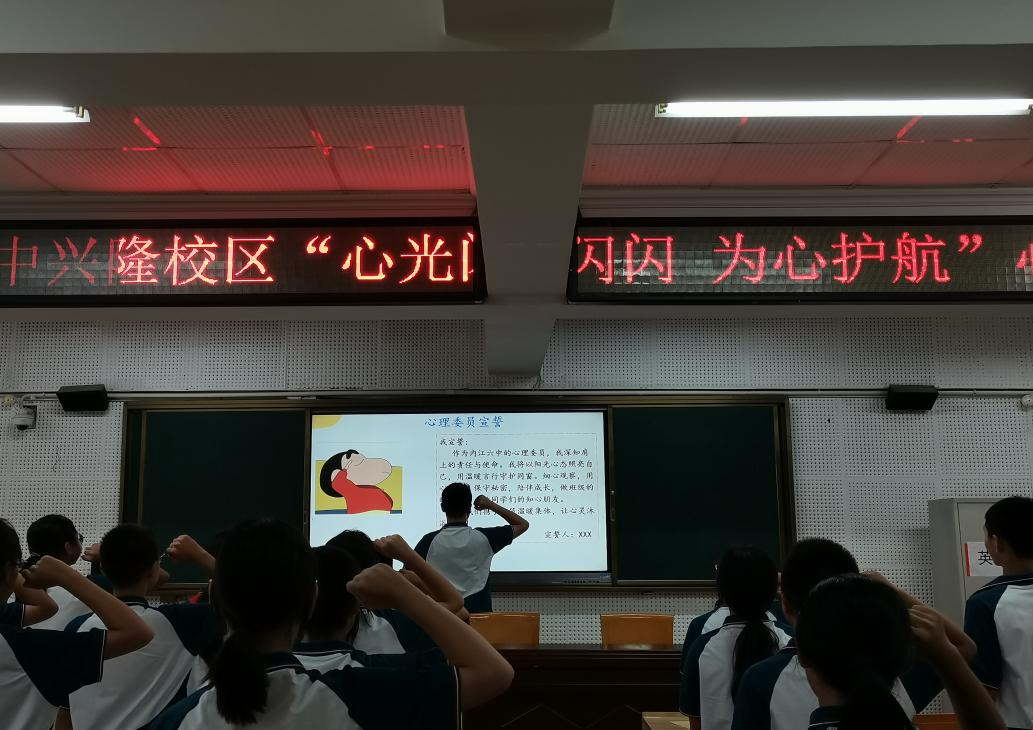 中兴隆校区“心光闪闪 为心护航”
心理委员宣誓
我宣誓：
作为内江六中的心理委员，我深知肩
上的责任与使命。我将以阳光心态照亮自
己，用温暖言行守护同窗。细心观察，用
保守秘密，陪伴成长，做班级的
同学们的知心朋友。
温暖集体，让心灵沐
宣誓人：XXX
英